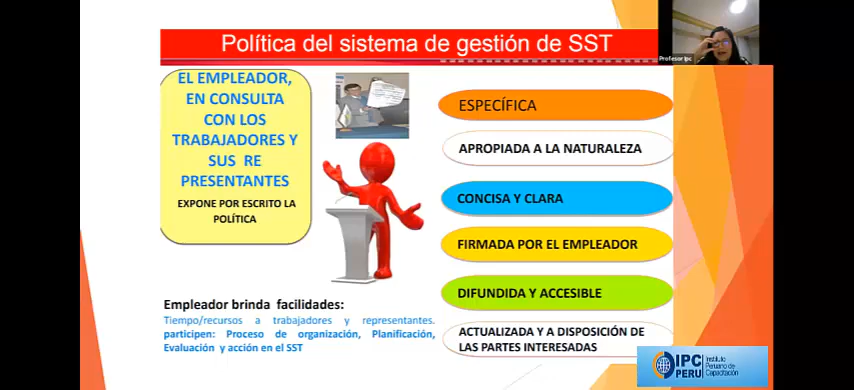 Política del sistema de gestión de SST
Profesor Ipc
EL EMPLEADOR,
EN CONSULTA
CON LOS
TRABAJADORES Y
SUS RE
PRESENTANTES
EXPONE POR ESCRITO LA
POLÍTICA
ESPECÍFICA
APROPIADA A LA NATURALEZA
CONCISA Y CLARA
FIRMADA POR EL EMPLEADOR
DIFUNDIDA Y ACCESIBLE
ACTUALIZADA Y A DISPOSICIÓN DE
LAS PARTES INTERESADAS
Empleador brinda facilidades:
Tiempo/recursos a trabajadores y representantes.
participen: Proceso de organización, Planificación,
Evaluación y acción en el SST
IPC
PERU
Instituto
Peruano de
Capacitación